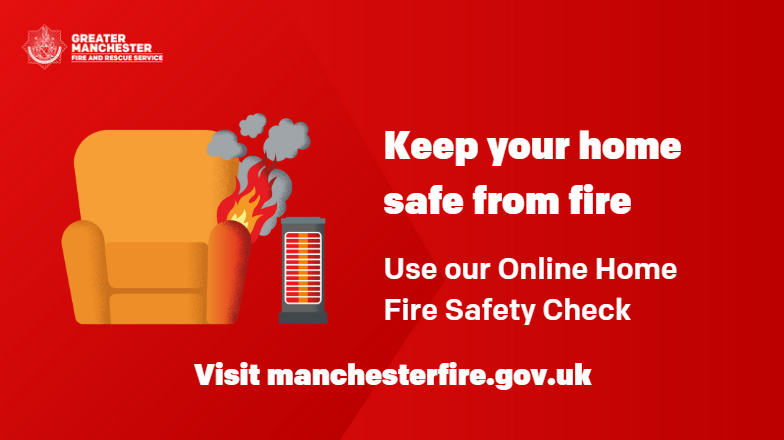 GREATER
MANCHESTER
FIRE AND RESCUE SERVICE
Keep your home
safe from fire
Use our Online Home
Fire Safety Check
Visit manchesterfire.gov.uk